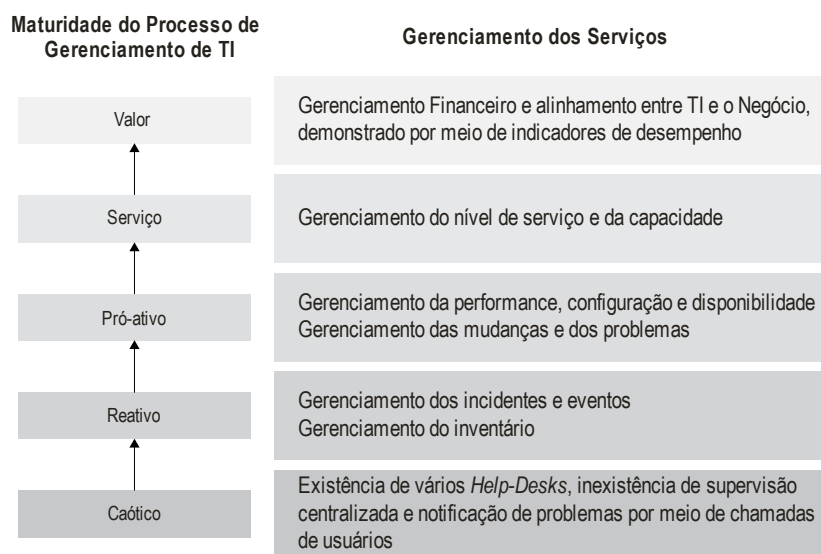 Maturidade do Processo de
Gerenciamento de TI
Gerenciamento dos Serviços
Valor
Gerenciamento Financeiro e alinhamento entre TI e o Negócio,
demonstrado por meio de indicadores de desempenho
Serviço
Gerenciamento do nível de serviço e da capacidade
Pró-ativo
Gerenciamento da performance, configuração e disponibilidade
Gerenciamento das mudanças e dos problemas
Reativo
Gerenciamento dos incidentes e eventos
Gerenciamento do inventário
Caótico
Existência de vários Help-Desks, inexistência de supervisão
centralizada e notificação de problemas por meio de chamadas
de usuários